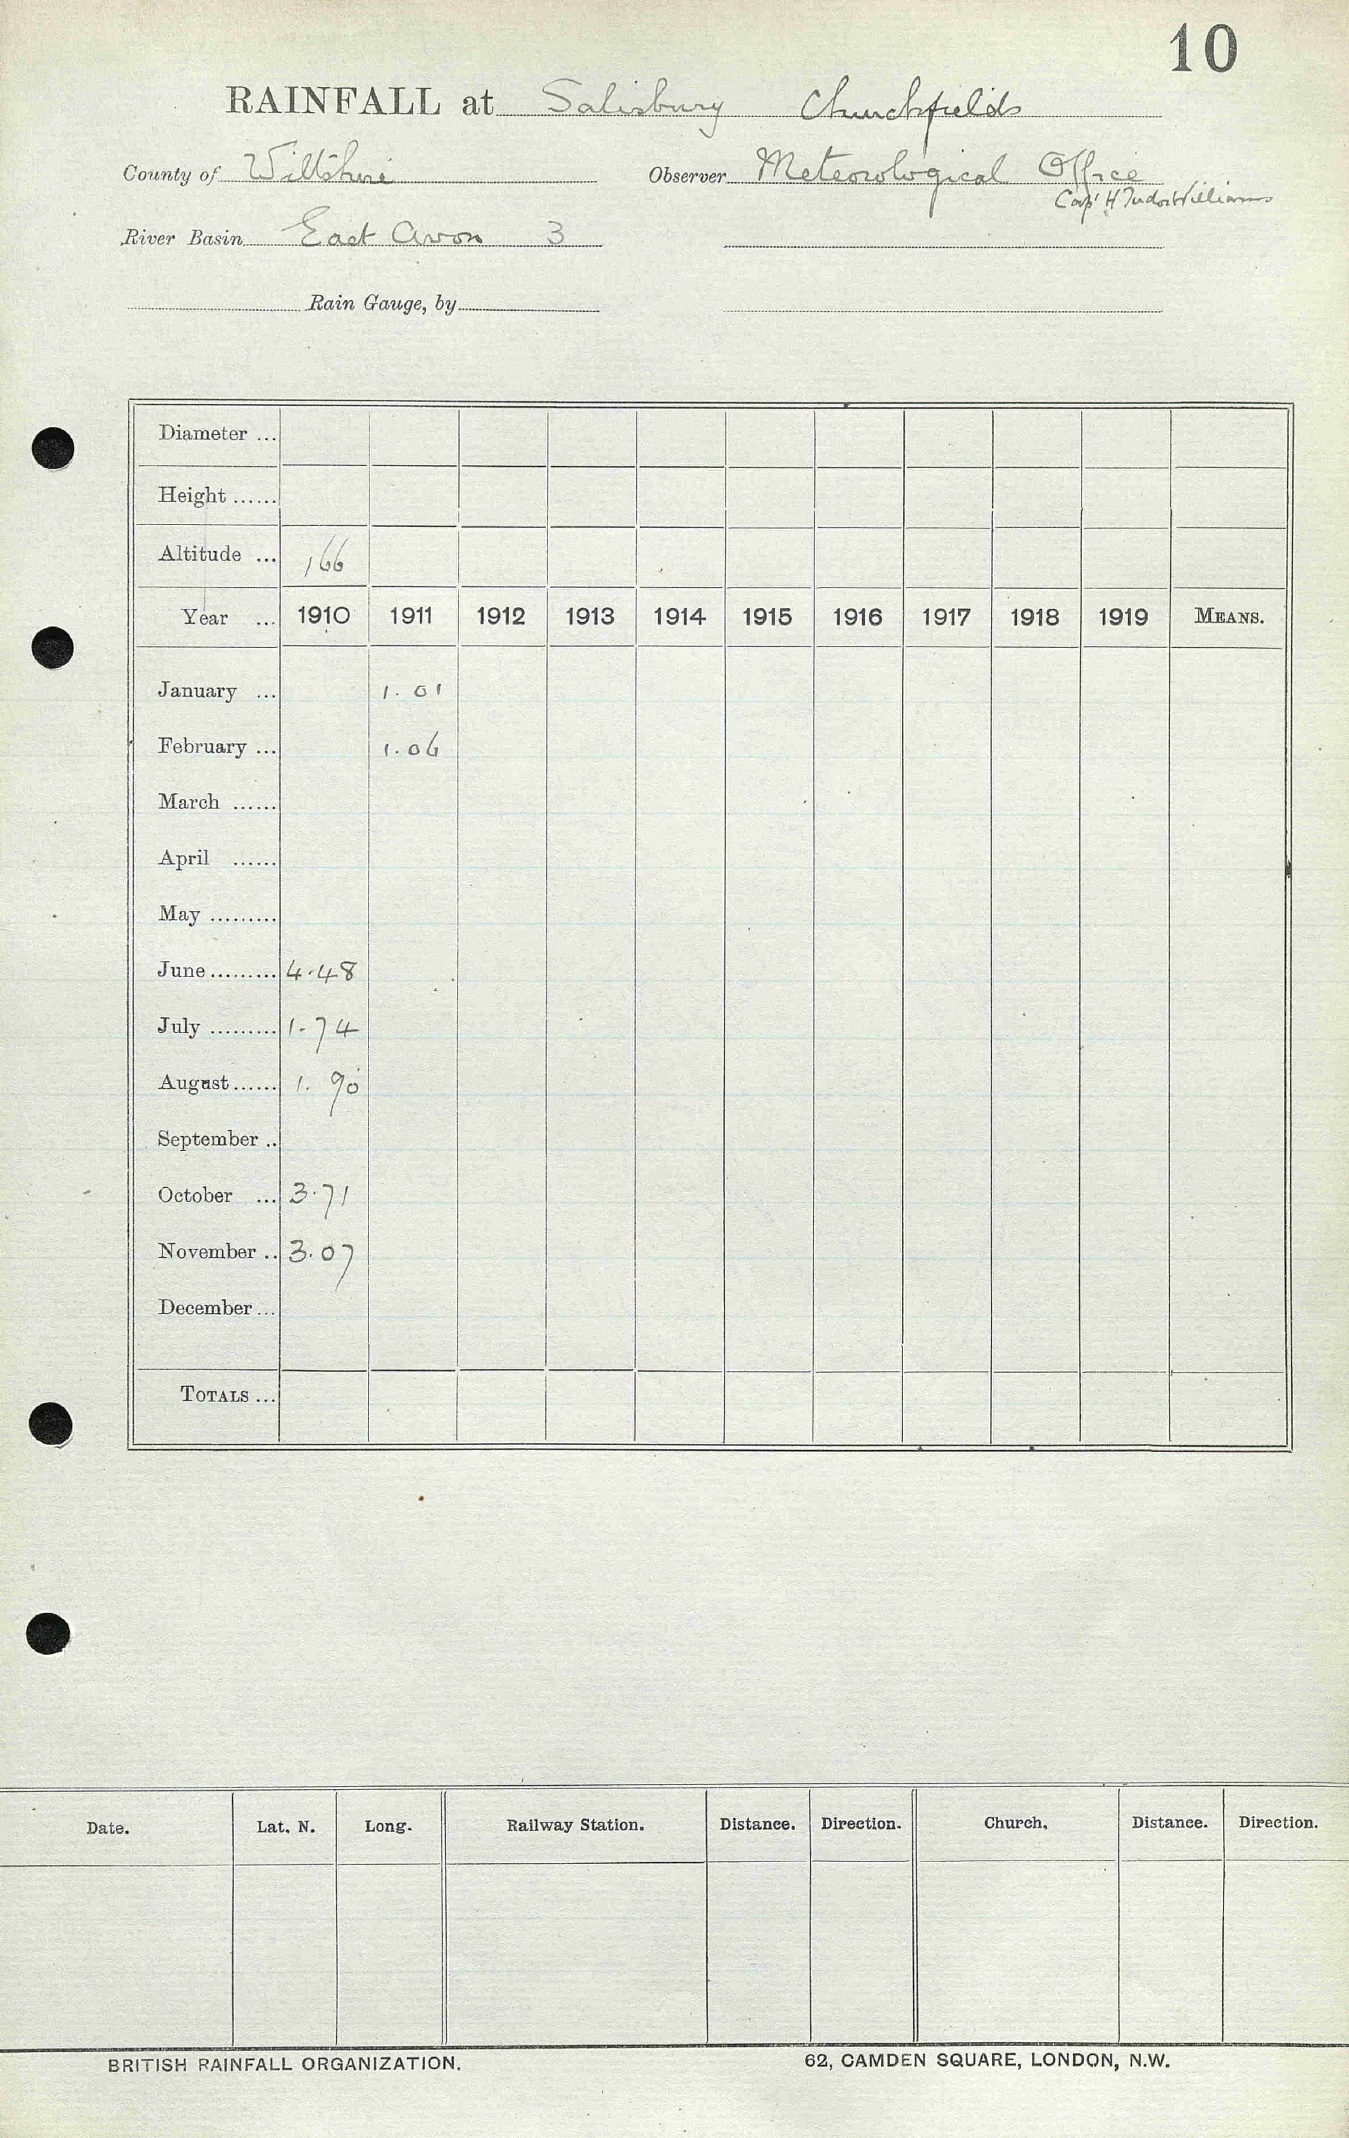 10
RAINFALL at Salisbury Churchfields
County of Wiltshire Observer Meteorological Office
Capt H Tudor Williams
River Basin East Avon 3
Rain Gauge, by
Diameter ...
Height ......
Altitude ... 166
Year ... 1910 1911 1912 1913 1914 1915 1916 1917 1918 1919 MEANS.
January ... 1.01
February ... 1.06
March ......
April ......
May .........
June ......... 4.48
July ......... 1.74
August ...... 1.90
September ..
October ... 3.71
November .. 3.07
December ...
TOTALS ...
Date. Lat. N. Long. Railway Station. Distance. Direction. Church. Distance. Direction.
BRITISH RAINFALL ORGANIZATION. 62, CAMDEN SQUARE, LONDON, N.W.